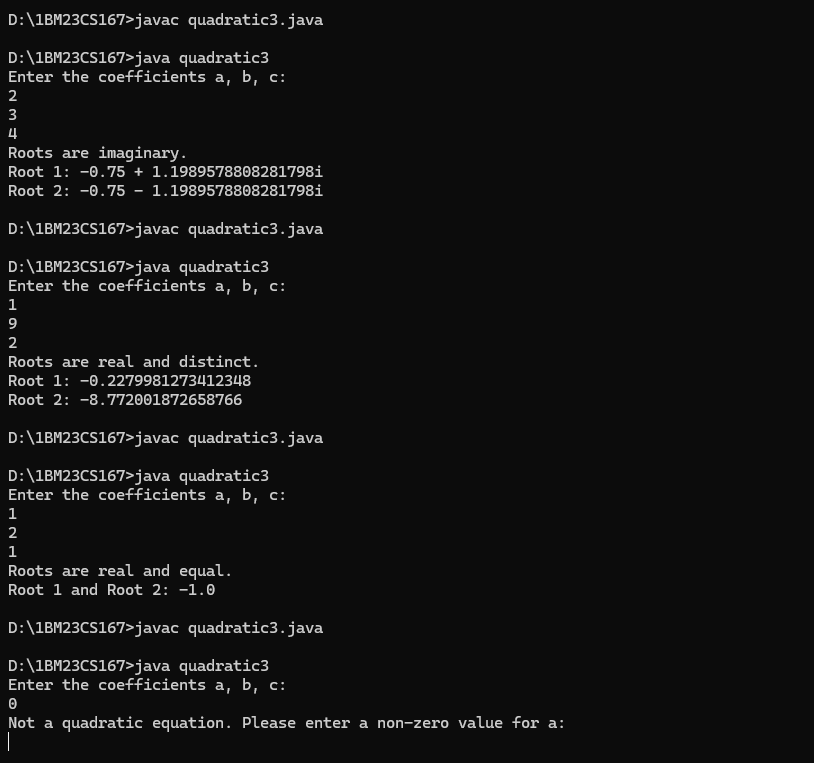 D:\1BM23CS167>javac quadratic3.java
D:\1BM23CS167>java quadratic3
Enter the coefficients a, b, c:
2
3
4
Roots are imaginary.
Root 1: -0.75 + 1.1989578808281798i
Root 2: -0.75 - 1.1989578808281798i
D:\1BM23CS167>javac quadratic3.java
D:\1BM23CS167>java quadratic3
Enter the coefficients a, b, c:
1
9
2
Roots are real and distinct.
Root 1: -0.2279981273412348
Root 2: -8.772001872658766
D:\1BM23CS167>javac quadratic3.java
D:\1BM23CS167>java quadratic3
Enter the coefficients a, b, c:
1
2
1
Roots are real and equal.
Root 1 and Root 2: -1.0
D:\1BM23CS167>javac quadratic3.java
D:\1BM23CS167>java quadratic3
Enter the coefficients a, b, c:
0
Not a quadratic equation. Please enter a non-zero value for a: